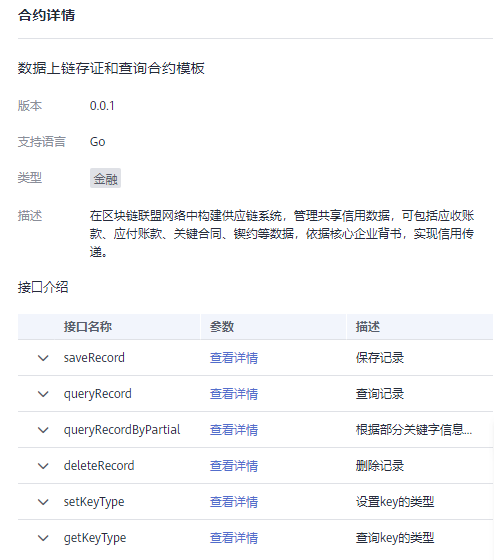 合约详情
数据上链存证和查询合约模板
版本 0.0.1
支持语言 Go
类型 金融
描述 在区块链联盟网络中构建供应链系统，管理共享信用数据，可包括应收账
款、应付账款、关键合同、锲约等数据，依据核心企业背书，实现信用传
递。
接口介绍
接口名称 参数 描述
saveRecord 查看详情 保存记录
queryRecord 查看详情 查询记录
queryRecordByPartial 查看详情 根据部分关键字信息...
deleteRecord 查看详情 删除记录
setKeyType 查看详情 设置key的类型
getKeyType 查看详情 查询key的类型